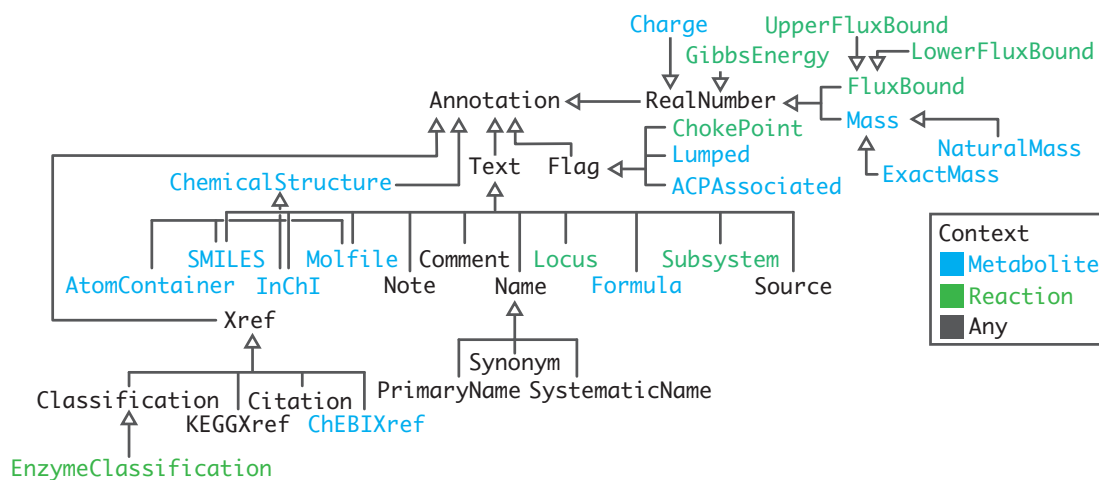 UpperFluxBound
Charge
LowerFluxBound
GibbsEnergy
FluxBound
Annotation
RealNumber
Mass
ChokePoint
NaturalMass
Text
Flag
Lumped
ExactMass
ChemicalStructure
ACPAssociated
Context
Metabolite
Reaction
Any
SMILES
Molfile
Comment
Locus
Subsystem
AtomContainer
InChI
Note
Name
Formula
Source
Xref
Synonym
PrimaryName
SystematicName
Classification
Citation
KEGGXref
ChEBIXref
EnzymeClassification